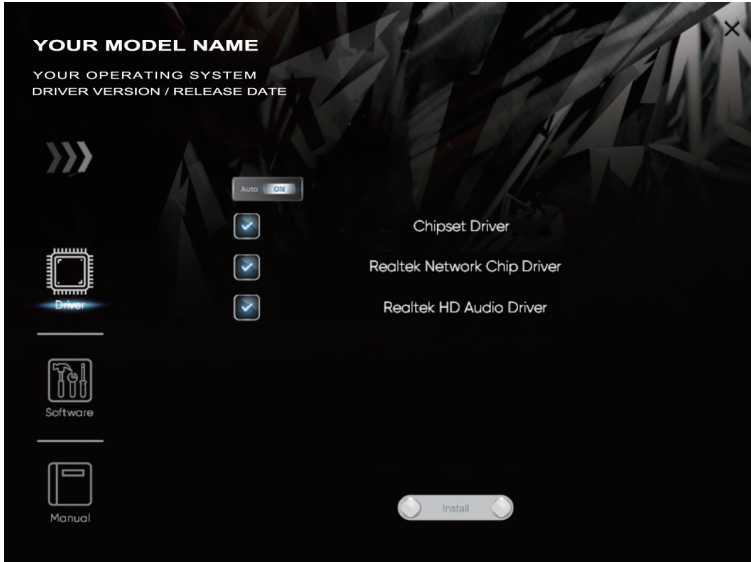 YOUR MODEL NAME
YOUR OPERATING SYSTEM
DRIVER VERSION / RELEASE DATE
Auto ON
Chipset Driver
Realtek Network Chip Driver
Realtek HD Audio Driver
Driver
Software
Manual
Install